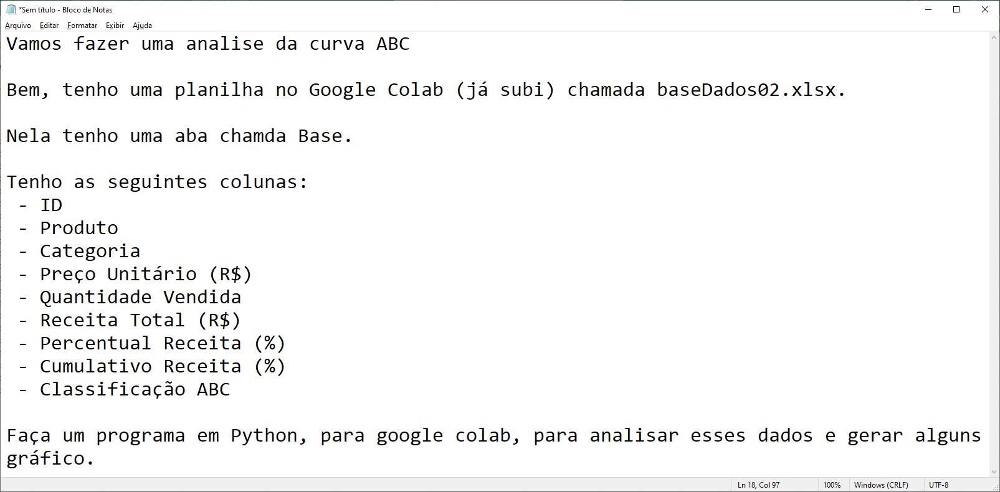 *Sem título - Bloco de Notas
Arquivo Editar Formatar Exibir Ajuda
Vamos fazer uma analise da curva ABC
Bem, tenho uma planilha no Google Colab (já subi) chamada baseDados02.xlsx.
Nela tenho uma aba chamda Base.
Tenho as seguintes colunas:
- ID
- Produto
- Categoria
- Preço Unitário (R$)
- Quantidade Vendida
- Receita Total (R$)
- Percentual Receita (%)
- Cumulativo Receita (%)
- Classificação ABC
Faça um programa em Python, para google colab, para analisar esses dados e gerar alguns
gráfico.
Ln 18, Col 97 100% Windows (CRLF) UTF-8